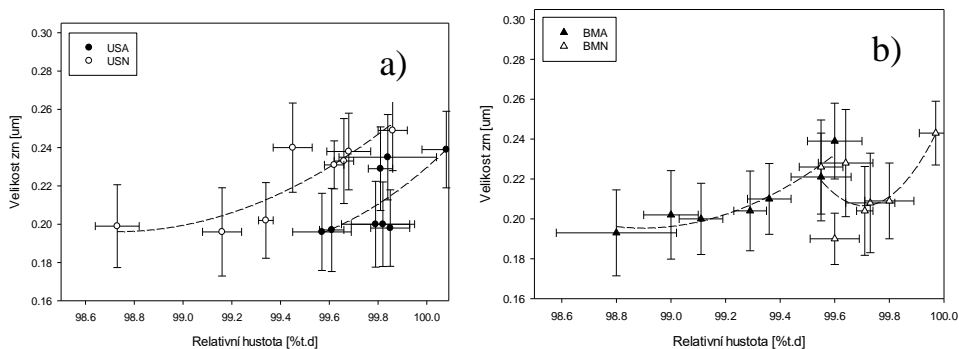 USA
USN
a)
0.30
0.28
0.26
0.24
0.22
0.20
0.18
0.16
Velikost zrn [um]
98.6 98.8 99.0 99.2 99.4 99.6 99.8 100.0
Relativní hustota [%t.d]
BMA
BMN
b)
0.30
0.28
0.26
0.24
0.22
0.20
0.18
0.16
Velikost zrn [um]
98.6 98.8 99.0 99.2 99.4 99.6 99.8 100.0
Relativní hustota [%t.d]